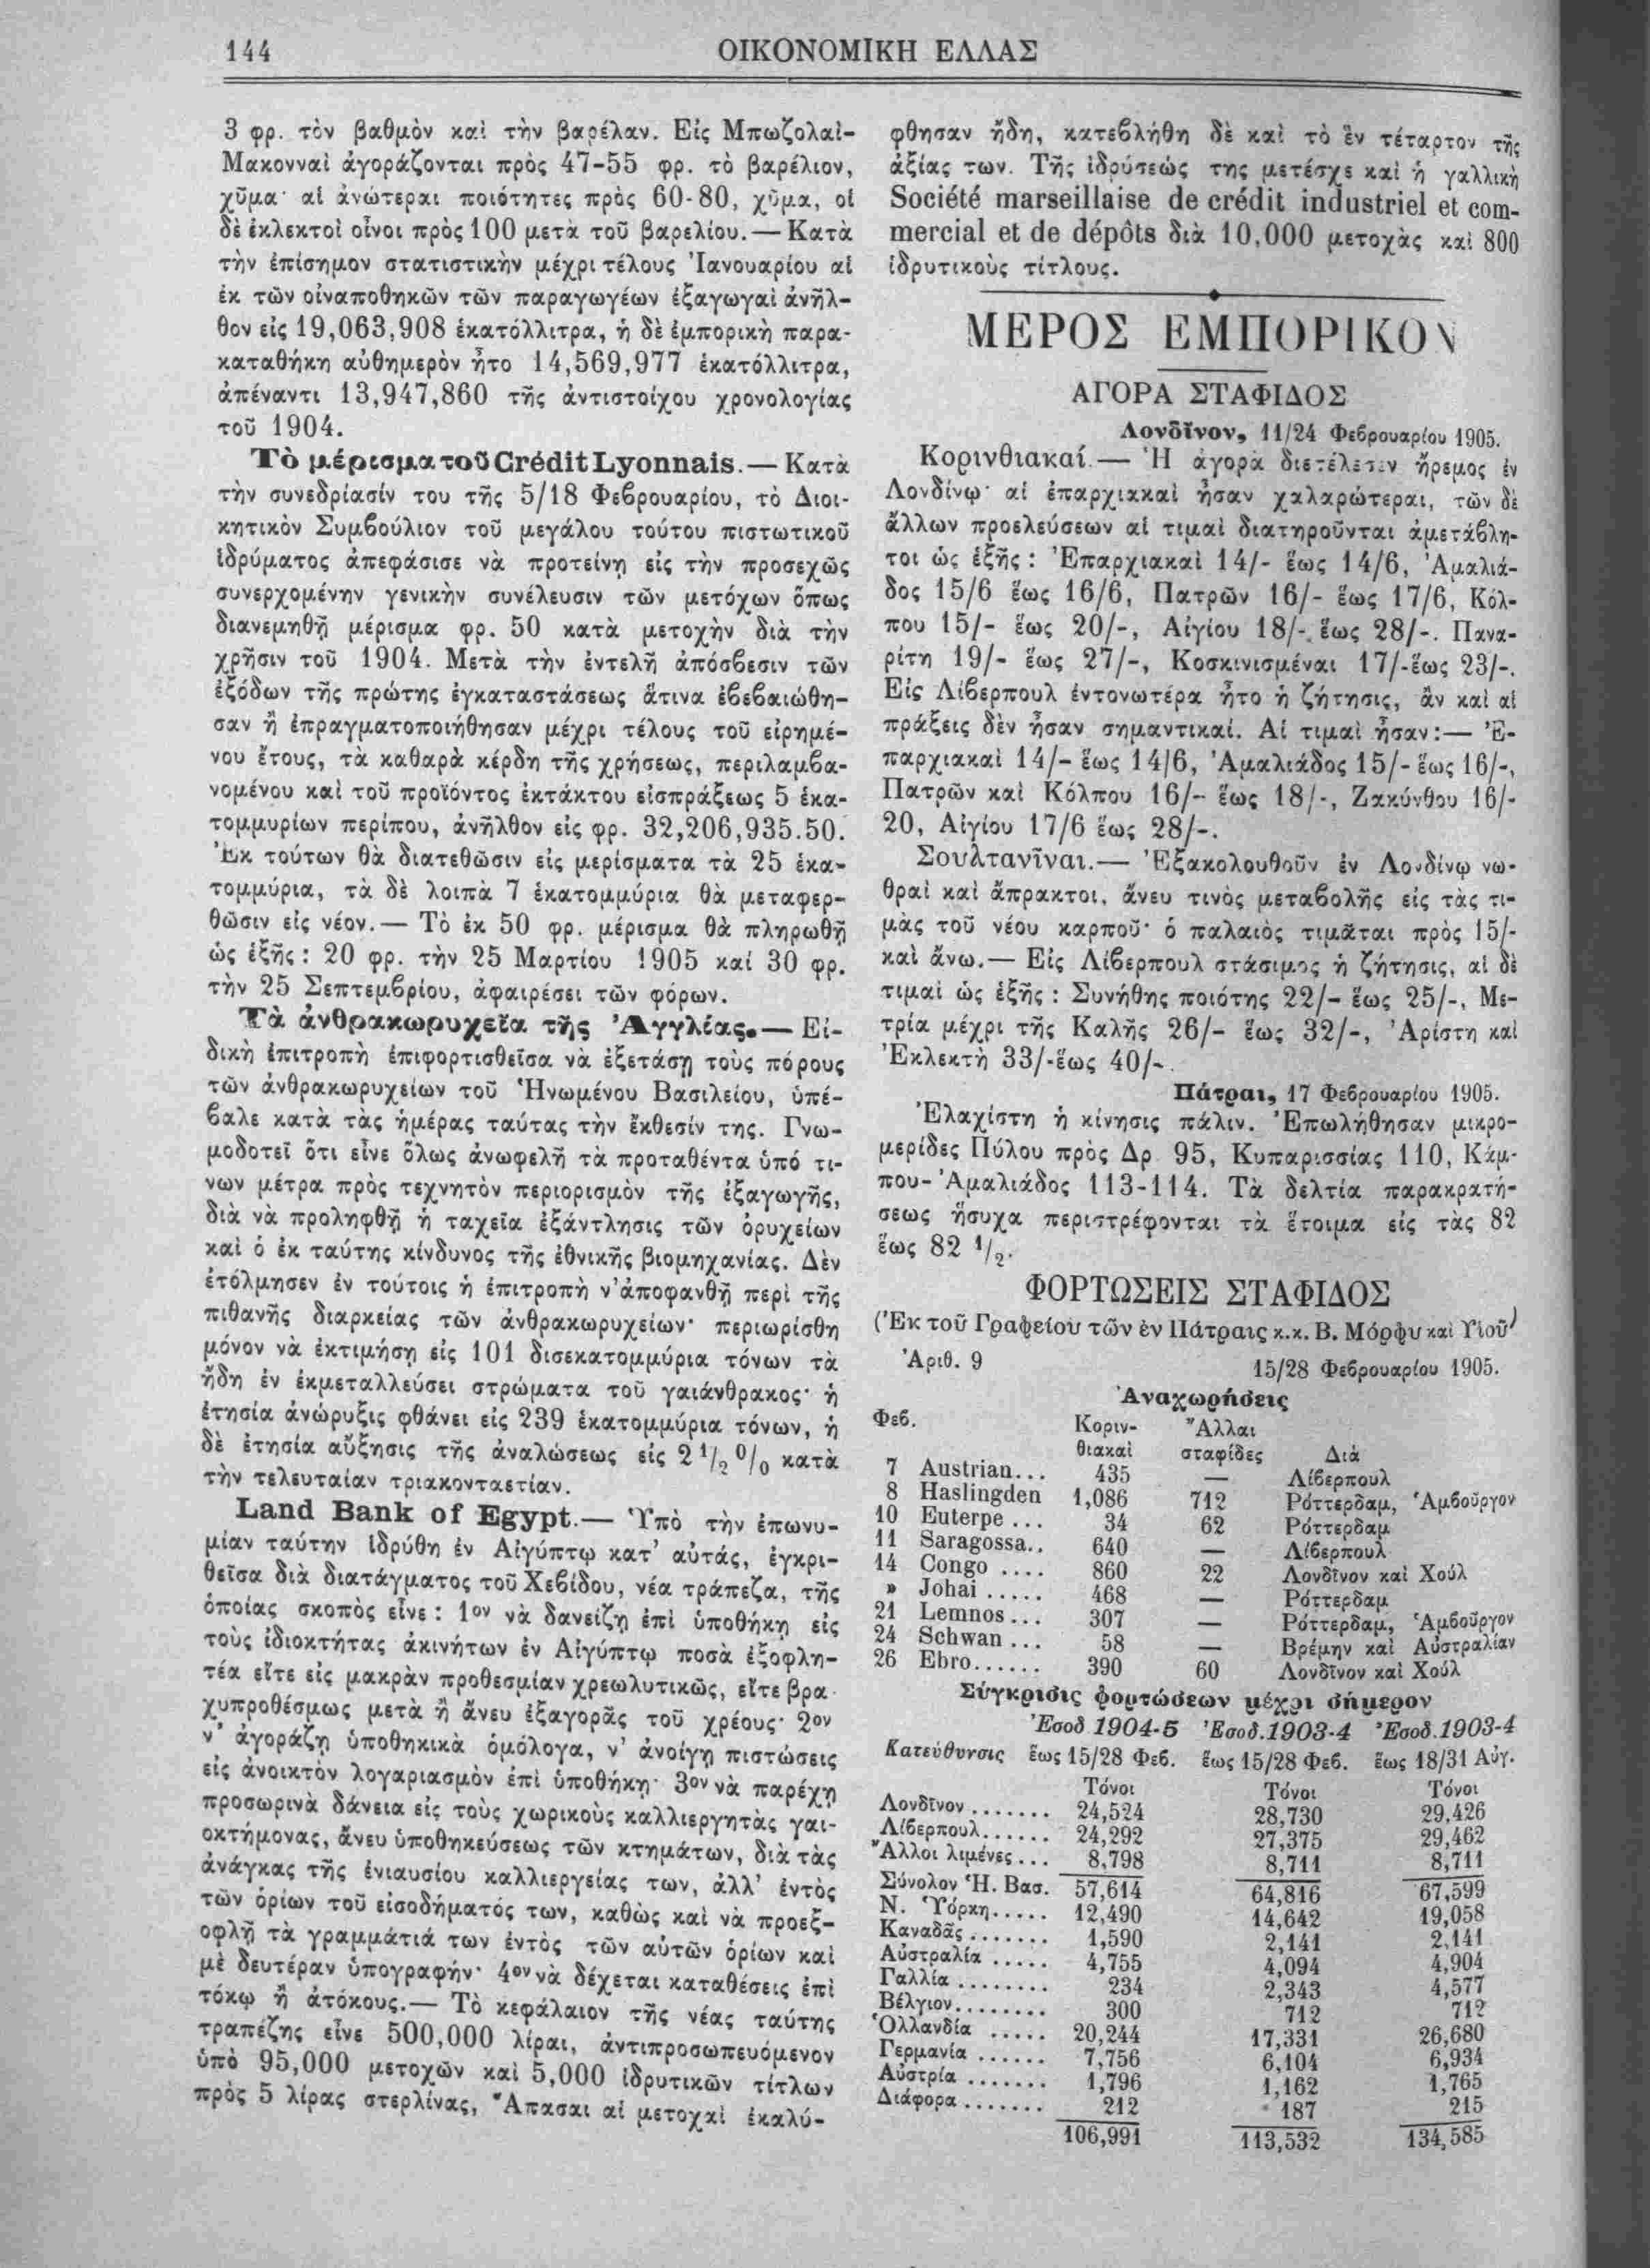 144
ΟΙΚΟΝΟΜΙΚΗ ΕΛΛΑΣ
3 φρ. τὸν βαθμὸν καὶ τὴν βαρέλαν. Εἰς Μπωζολαὶ-
Μακονναὶ ἀγοράζονται πρὸς 47-55 φρ. τὸ βαρέλιον,
χῦμα· αἱ ἀνώτεραι ποιότητες πρὸς 60-80, χῦμα, οἱ
δὲ ἐκλεκτοὶ οἶνοι πρὸς 100 μετὰ τοῦ βαρελίου.— Κατὰ
τὴν ἐπίσημον στατιστικὴν μέχρι τέλους Ἰανουαρίου αἱ
ἐκ τῶν οἰναποθηκῶν τῶν παραγωγέων ἐξαγωγαὶ ἀνῆλ-
θον εἰς 19,063,908 ἑκατόλλιτρα, ἡ δὲ ἐμπορικὴ παρα-
καταθήκη αὐθημερὸν ἦτο 14,569,977 ἑκατόλλιτρα,
ἀπέναντι 13,947,860 τῆς ἀντιστοίχου χρονολογίας
τοῦ 1904.
Τὸ μέρισμα τοῦ Crédit Lyonnais.— Κατὰ
τὴν συνεδρίασίν του τῆς 5/18 Φεβρουαρίου, τὸ Διοι-
κητικὸν Συμβούλιον τοῦ μεγάλου τούτου πιστωτικοῦ
ἱδρύματος ἀπεφάσισε νὰ προτείνῃ εἰς τὴν προσεχῶς
συνερχομένην γενικὴν συνέλευσιν τῶν μετόχων ὅπως
διανεμηθῇ μέρισμα φρ. 50 κατὰ μετοχὴν διὰ τὴν
χρῆσιν τοῦ 1904. Μετὰ τὴν ἐντελῆ ἀπόσβεσιν τῶν
ἐξόδων τῆς πρώτης ἐγκαταστάσεως ἅτινα ἐβεβαιώθη-
σαν ἢ ἐπραγματοποιήθησαν μέχρι τέλους τοῦ εἰρημέ-
νου ἔτους, τὰ καθαρὰ κέρδη τῆς χρήσεως, περιλαμβα-
νομένου καὶ τοῦ προϊόντος ἐκτάκτου εἰσπράξεως 5 ἑκα-
τομμυρίων περίπου, ἀνῆλθον εἰς φρ. 32,206,935.50.
Ἐκ τούτων θὰ διατεθῶσιν εἰς μερίσματα τὰ 25 ἑκα-
τομμύρια, τὰ δὲ λοιπὰ 7 ἑκατομμύρια θὰ μεταφερ-
θῶσιν εἰς νέον.— Τὸ ἐκ 50 φρ. μέρισμα θὰ πληρωθῇ
ὡς ἑξῆς : 20 φρ. τὴν 25 Μαρτίου 1905 καὶ 30 φρ.
τὴν 25 Σεπτεμβρίου, ἀφαιρέσει τῶν φόρων.
Τὰ ἀνθρακωρυχεῖα τῆς Ἀγγλίας.— Εἰ-
δικὴ ἐπιτροπὴ ἐπιφορτισθεῖσα νὰ ἐξετάσῃ τοὺς πόρους
τῶν ἀνθρακωρυχείων τοῦ Ἡνωμένου Βασιλείου, ὑπέ-
βαλε κατὰ τὰς ἡμέρας ταύτας τὴν ἔκθεσίν της. Γνω-
μοδοτεῖ ὅτι εἶνε ὅλως ἀνωφελῆ τὰ προταθέντα ὑπό τι-
νων μέτρα πρὸς τεχνητὸν περιορισμὸν τῆς ἐξαγωγῆς,
διὰ νὰ προληφθῇ ἡ ταχεῖα ἐξάντλησις τῶν ὀρυχείων
καὶ ὁ ἐκ ταύτης κίνδυνος τῆς ἐθνικῆς βιομηχανίας. Δὲν
ἐτόλμησεν ἐν τούτοις ἡ ἐπιτροπὴ ν' ἀποφανθῇ περὶ τῆς
πιθανῆς διαρκείας τῶν ἀνθρακωρυχείων· περιωρίσθη
μόνον νὰ ἐκτιμήσῃ εἰς 101 δισεκατομμύρια τόνων τὰ
ἤδη ἐν ἐκμεταλλεύσει στρώματα τοῦ γαιάνθρακος· ἡ
ἐτησία ἀνώρυξις φθάνει εἰς 239 ἑκατομμύρια τόνων, ἡ
δὲ ἐτησία αὔξησις τῆς ἀναλώσεως εἰς 2 1/2 0/0 κατὰ
τὴν τελευταίαν τριακονταετίαν.
Land Bank of Egypt.— Ὑπὸ τὴν ἐπωνυ-
μίαν ταύτην ἱδρύθη ἐν Αἰγύπτῳ κατ' αὐτάς, ἐγκρι-
θεῖσα διὰ διατάγματος τοῦ Χεβίδου, νέα τράπεζα, τῆς
ὁποίας σκοπὸς εἶνε : 1ον νὰ δανείζῃ ἐπὶ ὑποθήκῃ εἰς
τοὺς ἰδιοκτήτας ἀκινήτων ἐν Αἰγύπτῳ ποσὰ ἐξοφλη-
τέα εἴτε εἰς μακρὰν προθεσμίαν χρεωλυτικῶς, εἴτε βρα-
χυπροθέσμως μετὰ ἢ ἄνευ ἐξαγορᾶς τοῦ χρέους· 2ον
ν' ἀγοράζῃ ὑποθηκικὰ ὁμόλογα, ν' ἀνοίγῃ πιστώσεις
εἰς ἀνοικτὸν λογαριασμὸν ἐπὶ ὑποθήκῃ· 3ον νὰ παρέχῃ
προσωρινὰ δάνεια εἰς τοὺς χωρικοὺς καλλιεργητὰς γαι-
οκτήμονας, ἄνευ ὑποθηκεύσεως τῶν κτημάτων, διὰ τὰς
ἀνάγκας τῆς ἐνιαυσίου καλλιεργείας των, ἀλλ' ἐντὸς
τῶν ὁρίων τοῦ εἰσοδήματός των, καθὼς καὶ νὰ προεξ-
οφλῇ τὰ γραμμάτιά των ἐντὸς τῶν αὐτῶν ὁρίων καὶ
μὲ δευτέραν ὑπογραφήν· 4ον νὰ δέχεται καταθέσεις ἐπὶ
τόκῳ ἢ ἀτόκους.— Τὸ κεφάλαιον τῆς νέας ταύτης
τραπέζης εἶνε 500,000 λίραι, ἀντιπροσωπευόμενον
ὑπὸ 95,000 μετοχῶν καὶ 5,000 ἱδρυτικῶν τίτλων
πρὸς 5 λίρας στερλίνας, Ἅπασαι αἱ μετοχαὶ ἐκαλύ-
φθησαν ἤδη, κατεβλήθη δὲ καὶ τὸ ἓν τέταρτον τῆς
ἀξίας των. Τῆς ἱδρύσεώς της μετέσχε καὶ ἡ γαλλικὴ
Société marseillaise de crédit industriel et com-
mercial et de dépôts διὰ 10,000 μετοχὰς καὶ 800
ἱδρυτικοὺς τίτλους.
ΜΕΡΟΣ ΕΜΠΟΡΙΚΟΝ
ΑΓΟΡΑ ΣΤΑΦΙΔΟΣ
Λονδῖνον, 11/24 Φεβρουαρίου 1905.
Κορινθιακαί.— Ἡ ἀγορὰ διετέλεσεν ἤρεμος ἐν
Λονδίνῳ· αἱ ἐπαρχιακαὶ ἦσαν χαλαρώτεραι, τῶν δὲ
ἄλλων προελεύσεων αἱ τιμαὶ διατηροῦνται ἀμετάβλη-
τοι ὡς ἑξῆς : Ἐπαρχιακαὶ 14/- ἕως 14/6, Ἀμαλιά-
δος 15/6 ἕως 16/6, Πατρῶν 16/- ἕως 17/6, Κόλ-
που 15/- ἕως 20/-, Αἰγίου 18/- ἕως 28/-. Πανα-
ρίτη 19/- ἕως 27/-, Κοσκινισμέναι 17/- ἕως 23/-.
Εἰς Λίβερπουλ ἐντονωτέρα ἦτο ἡ ζήτησις, ἂν καὶ αἱ
πράξεις δὲν ἦσαν σημαντικαί. Αἱ τιμαὶ ἦσαν:— Ἐ-
παρχιακαὶ 14/- ἕως 14/6, Ἀμαλιάδος 15/- ἕως 16/-,
Πατρῶν καὶ Κόλπου 16/- ἕως 18/-, Ζακύνθου 16/-
20, Αἰγίου 17/6 ἕως 28/-.
Σουλτανῖναι.— Ἐξακολουθοῦν ἐν Λονδίνῳ νω-
θραὶ καὶ ἄπρακτοι, ἄνευ τινὸς μεταβολῆς εἰς τὰς τι-
μὰς τοῦ νέου καρποῦ· ὁ παλαιὸς τιμᾶται πρὸς 15/-
καὶ ἄνω.— Εἰς Λίβερπουλ στάσιμος ἡ ζήτησις, αἱ δὲ
τιμαὶ ὡς ἑξῆς : Συνήθης ποιότης 22/- ἕως 25/-, Με-
τρία μέχρι τῆς Καλῆς 26/- ἕως 32/-, Ἀρίστη καὶ
Ἐκλεκτὴ 33/- ἕως 40/-.
Πάτραι, 17 Φεβρουαρίου 1905.
Ἐλαχίστη ἡ κίνησις πάλιν. Ἐπωλήθησαν μικρο-
μερίδες Πύλου πρὸς Δρ 95, Κυπαρισσίας 110, Κάμ-
που-Ἀμαλιάδος 113-114. Τὰ δελτία παρακρατή-
σεως ἥσυχα περιστρέφονται τὰ ἕτοιμα εἰς τὰς 82
ἕως 82 1/2.
ΦΟΡΤΩΣΕΙΣ ΣΤΑΦΙΔΟΣ
(Ἐκ τοῦ Γραφείου τῶν ἐν Πάτραις κ.κ. Β. Μόρφυ καὶ Υἱοῦ)
Ἀριθ. 9 15/28 Φεβρουαρίου 1905.
Ἀναχωρήσεις
Φεβ. Κοριν- Ἄλλαι
θιακαὶ σταφίδες Διὰ
7 Austrian... 435 — Λίβερπουλ
8 Haslingden 1,086 712 Ρόττερδαμ, Ἁμβοῦργον
10 Euterpe ... 34 62 Ρόττερδαμ
11 Saragossa.. 640 — Λίβερπουλ
14 Congo .... 860 22 Λονδῖνον καὶ Χούλ
» Johai ..... 468 — Ρόττερδαμ
21 Lemnos... 307 — Ρόττερδαμ, Ἁμβοῦργον
24 Schwan ... 58 — Βρέμην καὶ Αὐστραλίαν
26 Ebro...... 390 60 Λονδῖνον καὶ Χούλ
Σύγκρισις φορτώσεων μέχρι σήμερον
Ἐσοδ. 1904-5 Ἐσοδ. 1903-4 Ἐσοδ. 1903-4
Κατεύθυνσις ἕως 15/28 Φεβ. ἕως 15/28 Φεβ. ἕως 18/31 Αὐγ.
Τόνοι Τόνοι Τόνοι
Λονδῖνον....... 24,524 28,730 29,426
Λίβερπουλ...... 24,292 27,375 29,462
Ἄλλοι λιμένες... 8,798 8,711 8,711
Σύνολον Ἡ. Βασ. 57,614 64,816 67,599
Ν. Ὑόρκη..... 12,490 14,642 19,058
Καναδᾶς....... 1,590 2,141 2,141
Αὐστραλία ..... 4,755 4,094 4,904
Γαλλία ........ 234 2,343 4,577
Βέλγιον........ 300 712 712
Ὁλλανδία ..... 20,244 17,331 26,680
Γερμανία ...... 7,756 6,104 6,934
Αὐστρία ....... 1,796 1,162 1,765
Διάφορα....... 212 187 215
106,991 113,532 134,585